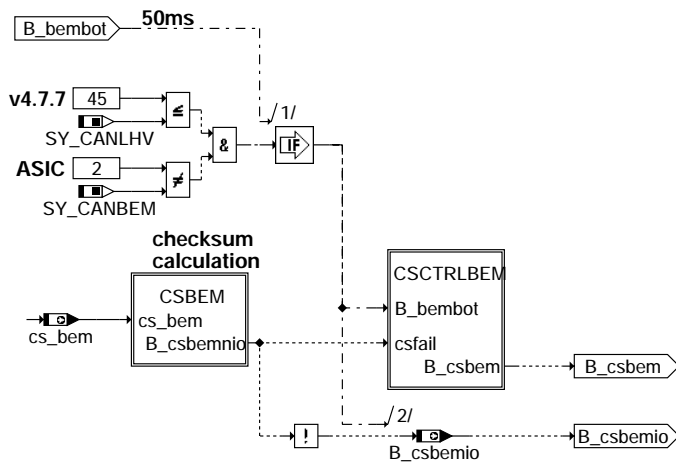 B_bembot
50ms
v4.7.7
45
≤
/1/
SY_CANLHV
&
IF
ASIC
2
≠
SY_CANBEM
checksum
calculation
CSBEM
cs_bem
B_csbemnio
cs_bem
CSCTRLBEM
B_bembot
csfail
B_csbem
B_csbem
/2/
!
B_csbemio
B_csbemio